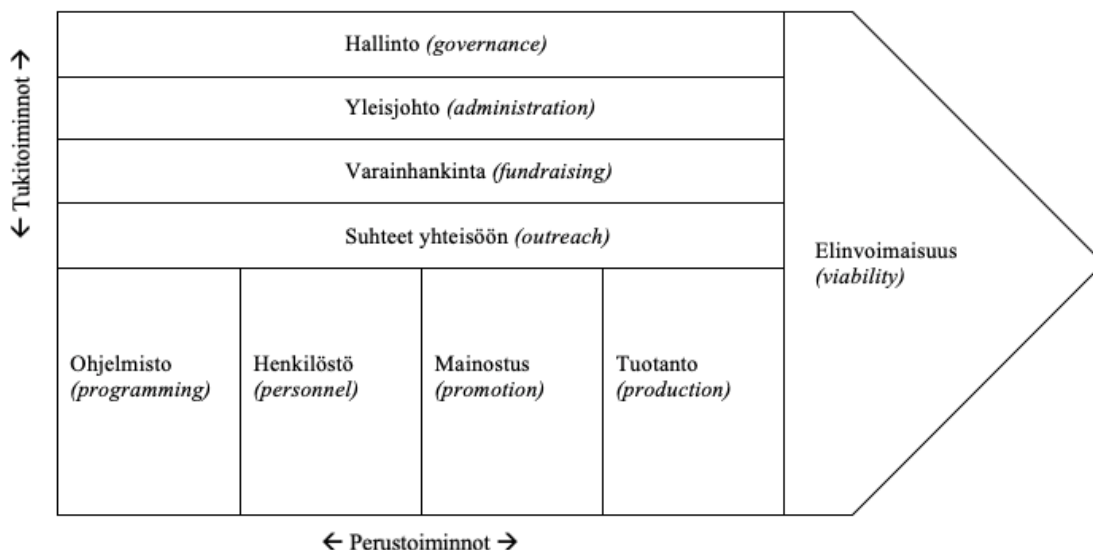 Hallinto (governance)
← Tukitoiminnot →
Yleisjohto (administration)
Varainhankinta (fundraising)
Suhteet yhteisöön (outreach)
Elinvoimaisuus
(viability)
Ohjelmisto
(programming)
Henkilöstö
(personnel)
Mainostus
(promotion)
Tuotanto
(production)
← Perustoiminnot →